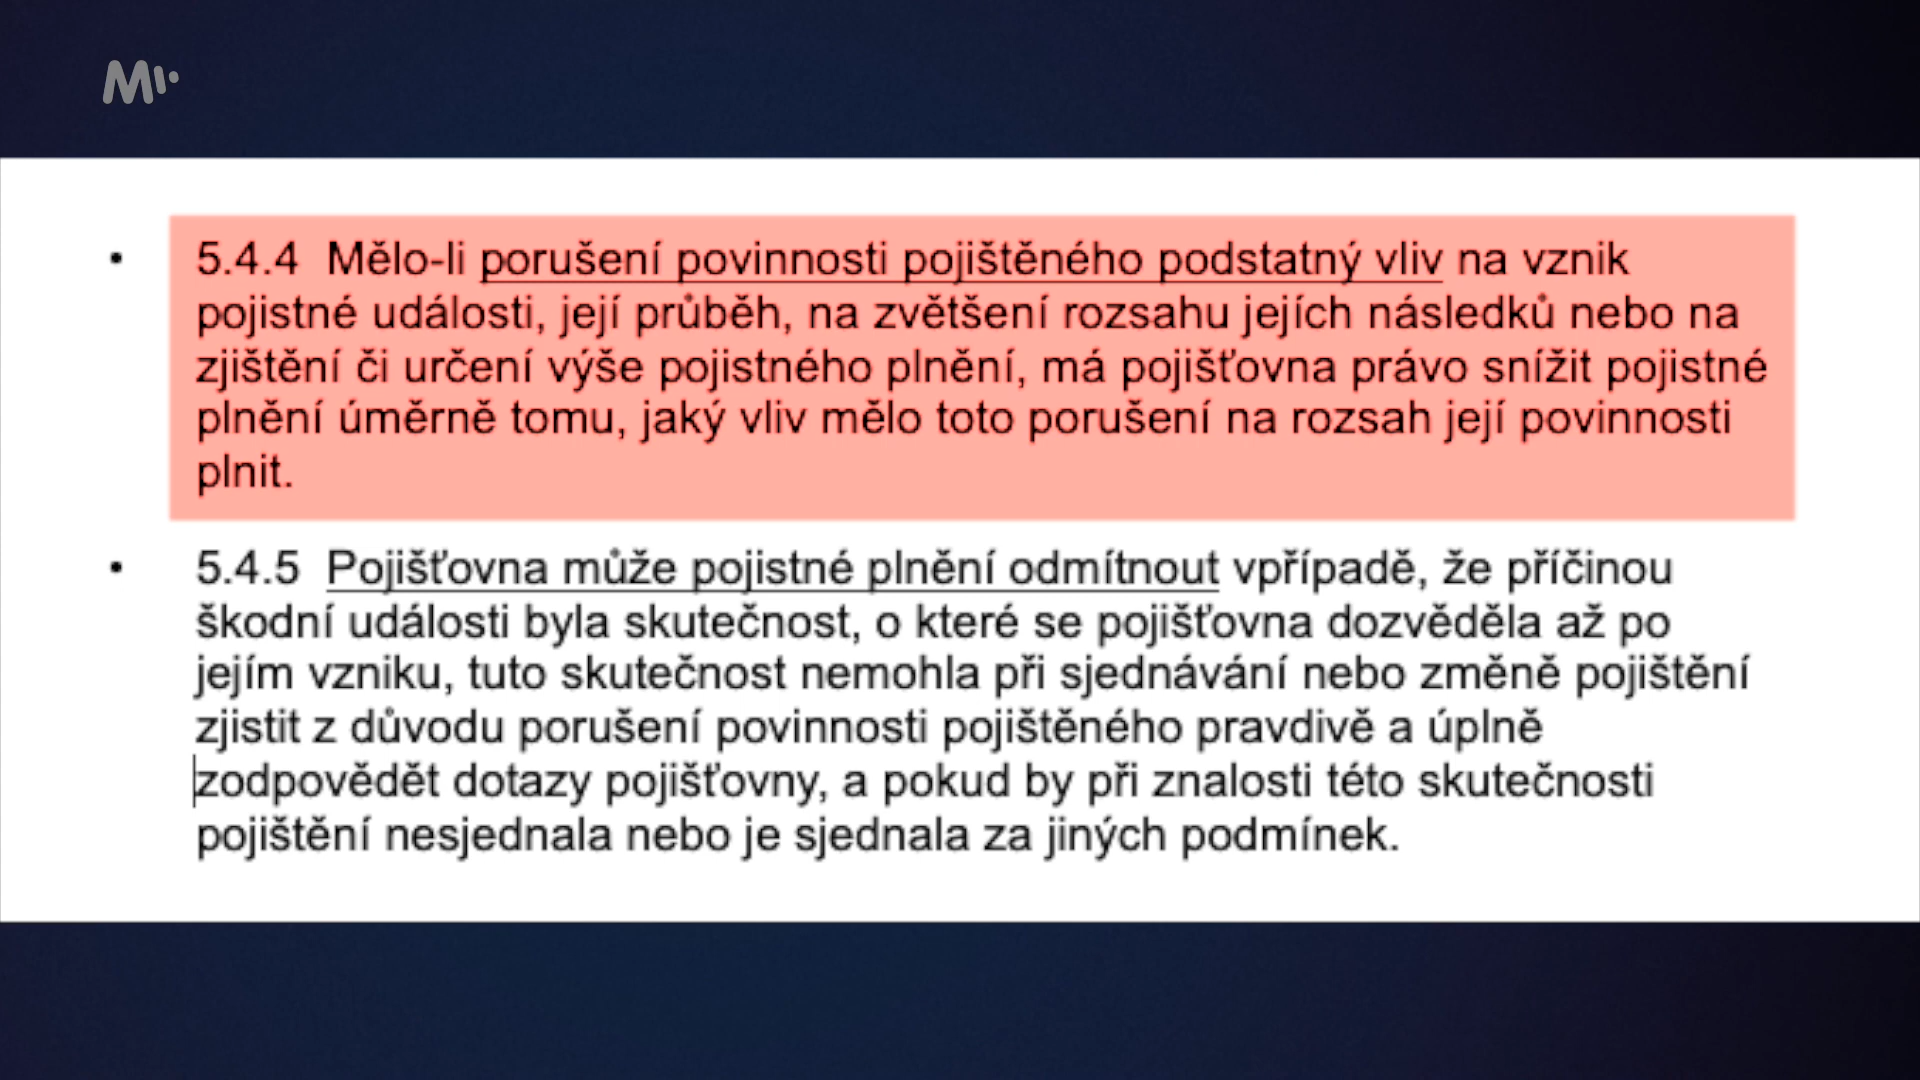 M
• 5.4.4 Mělo-li porušení povinnosti pojištěného podstatný vliv na vznik
pojistné události, její průběh, na zvětšení rozsahu jejích následků nebo na
zjištění či určení výše pojistného plnění, má pojišťovna právo snížit pojistné
plnění úměrně tomu, jaký vliv mělo toto porušení na rozsah její povinnosti
plnit.
• 5.4.5 Pojišťovna může pojistné plnění odmítnout vpřípadě, že příčinou
škodní události byla skutečnost, o které se pojišťovna dozvěděla až po
jejím vzniku, tuto skutečnost nemohla při sjednávání nebo změně pojištění
zjistit z důvodu porušení povinnosti pojištěného pravdivě a úplně
zodpovědět dotazy pojišťovny, a pokud by při znalosti této skutečnosti
pojištění nesjednala nebo je sjednala za jiných podmínek.